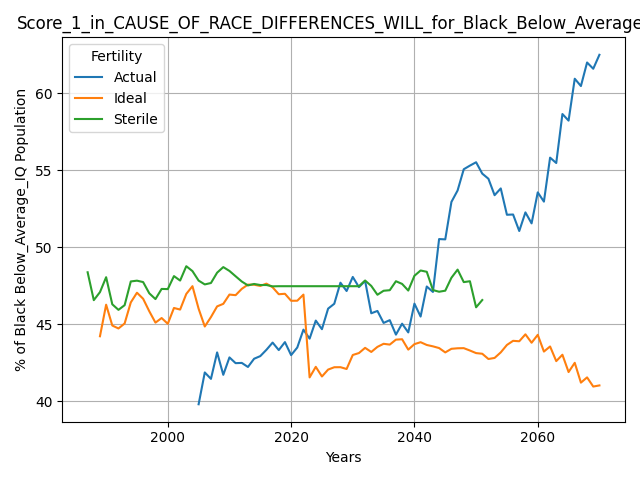 Score_1_in_CAUSE_OF_RACE_DIFFERENCES_WILL_for_Black_Below_Average
Fertility
Actual
Ideal
Sterile
% of Black Below_Average_IQ Population
60
55
50
45
40
2000
2020
2040
2060
Years